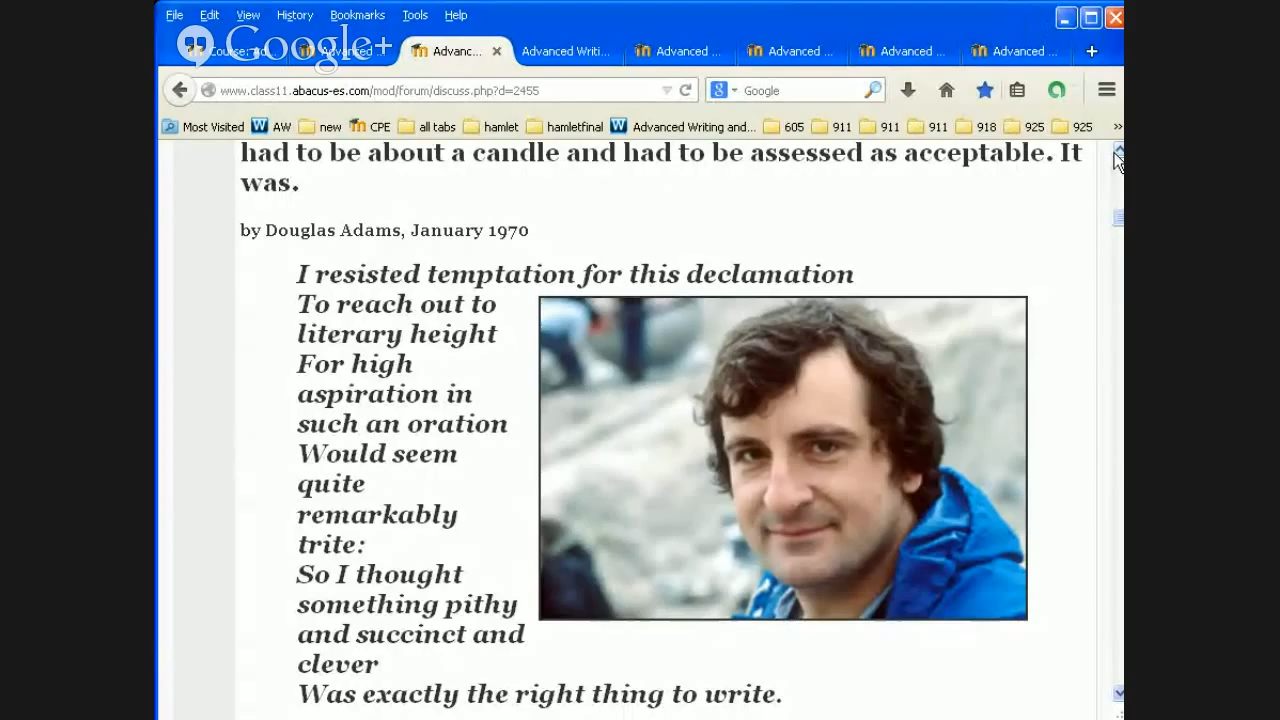 File Edit View History Bookmarks Tools Help
Google+
Course: Ad
Advanced
Advanc...
Advanced Writi...
Advanced ...
Advanced ...
Advanced ...
Advanced ...
www.class11.abacus-es.com/mod/forum/discuss.php?d=2455
Google
Most Visited AW new CPE all tabs hamlet hamletfinal Advanced Writing and... 605 911 911 911 918 925 925 »
had to be about a candle and had to be assessed as acceptable. It
was.
by Douglas Adams, January 1970
I resisted temptation for this declamation
To reach out to
literary height
For high
aspiration in
such an oration
Would seem
quite
remarkably
trite:
So I thought
something pithy
and succinct and
clever
Was exactly the right thing to write.